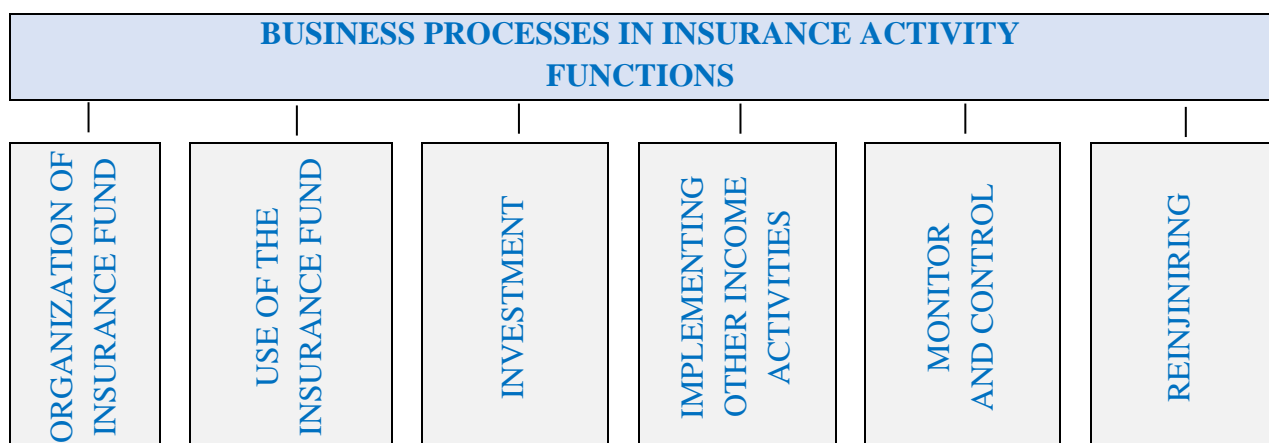 BUSINESS PROCESSES IN INSURANCE ACTIVITY
FUNCTIONS
ORGANIZATION OF
INSURANCE FUND
USE OF THE
INSURANCE FUND
INVESTMENT
IMPLEMENTING
OTHER INCOME
ACTIVITIES
MONITOR
AND CONTROL
REINJINIRING